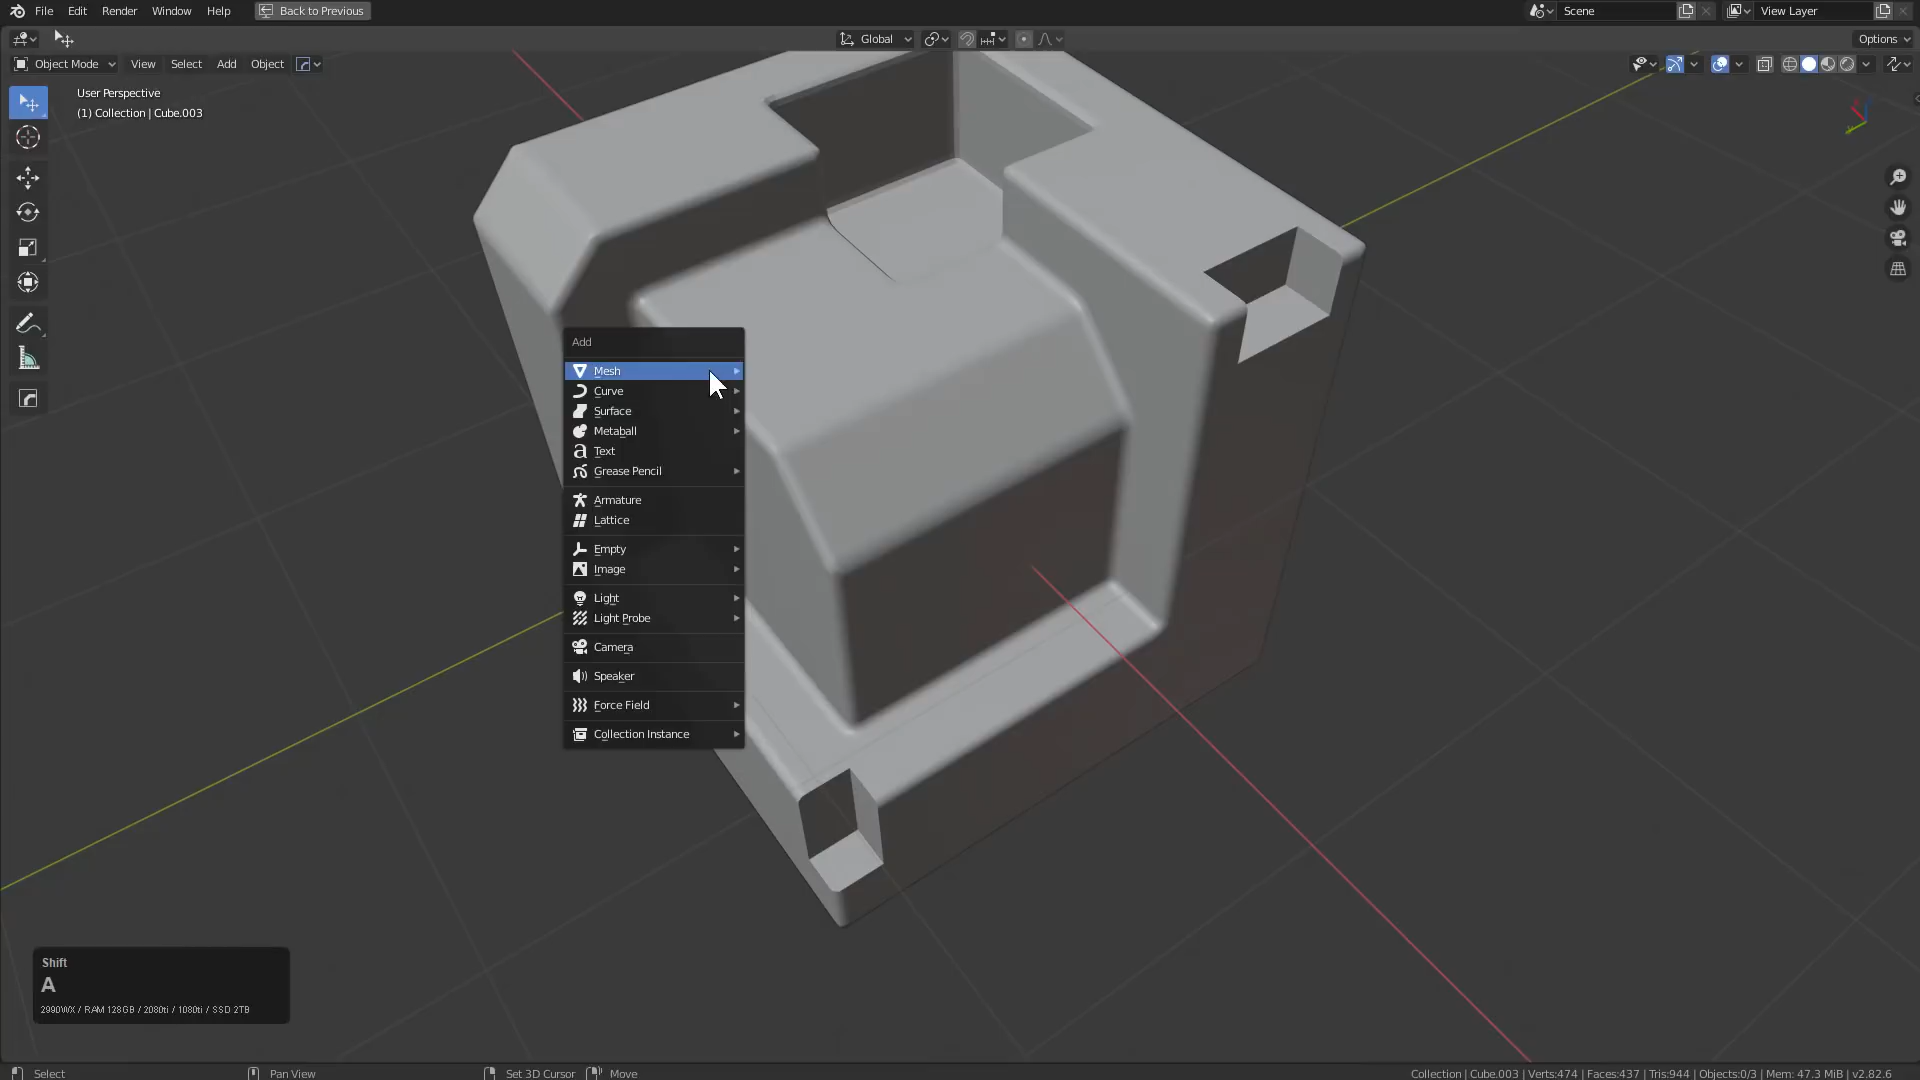 File Edit Render Window Help Back to Previous Scene View Layer
Global Options
Object Mode View Select Add Object
User Perspective
(1) Collection | Cube.003
Add
Mesh
Curve
Surface
Metaball
Text
Grease Pencil
Armature
Lattice
Empty
Image
Light
Light Probe
Camera
Speaker
Force Field
Collection Instance
Shift
A
2990WX / RAM 128GB / 2080ti / 1080ti / SSD 2TB
Select Pan View Set 3D Cursor Move Collection | Cube.003 | Verts:474 | Faces:437 | Tris:944 | Objects:0/3 | Mem: 47.3 MiB | v2.82.6